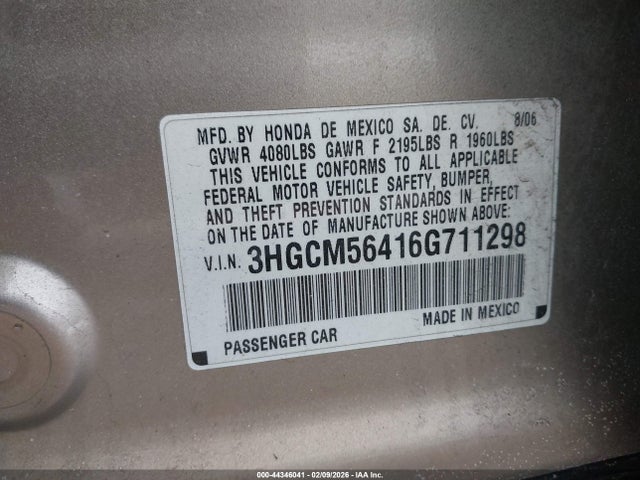 MFD. BY HONDA DE MEXICO SA. DE. CV. 8/06
GVWR 4080LBS GAWR F 2195LBS R 1960LBS
THIS VEHICLE CONFORMS TO ALL APPLICABLE
FEDERAL MOTOR VEHICLE SAFETY, BUMPER,
AND THEFT PREVENTION STANDARDS IN EFFECT
ON THE DATE OF MANUFACTURE SHOWN ABOVE:
V.I.N. 3HGCM56416G711298
PASSENGER CAR MADE IN MEXICO
000-44346041 - 02/09/2026 - IAA Inc.